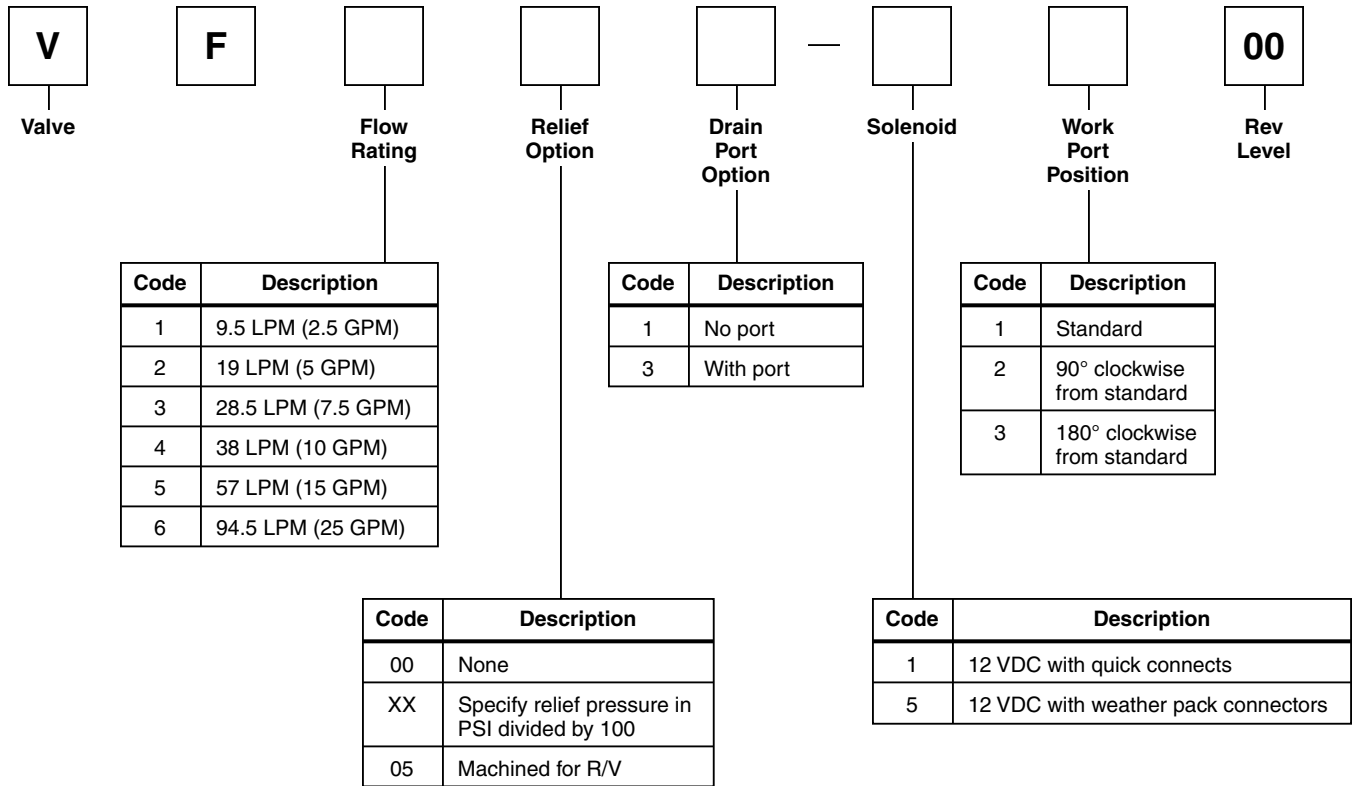 V F — 00
Valve
Flow
Rating
Relief
Option
Drain
Port
Option
Solenoid
Work
Port
Position
Rev
Level
Code Description
1 9.5 LPM (2.5 GPM)
2 19 LPM (5 GPM)
3 28.5 LPM (7.5 GPM)
4 38 LPM (10 GPM)
5 57 LPM (15 GPM)
6 94.5 LPM (25 GPM)
Code Description
1 No port
3 With port
Code Description
1 Standard
2 90° clockwise
from standard
3 180° clockwise
from standard
Code Description
00 None
XX Specify relief pressure in
PSI divided by 100
05 Machined for R/V
Code Description
1 12 VDC with quick connects
5 12 VDC with weather pack connectors